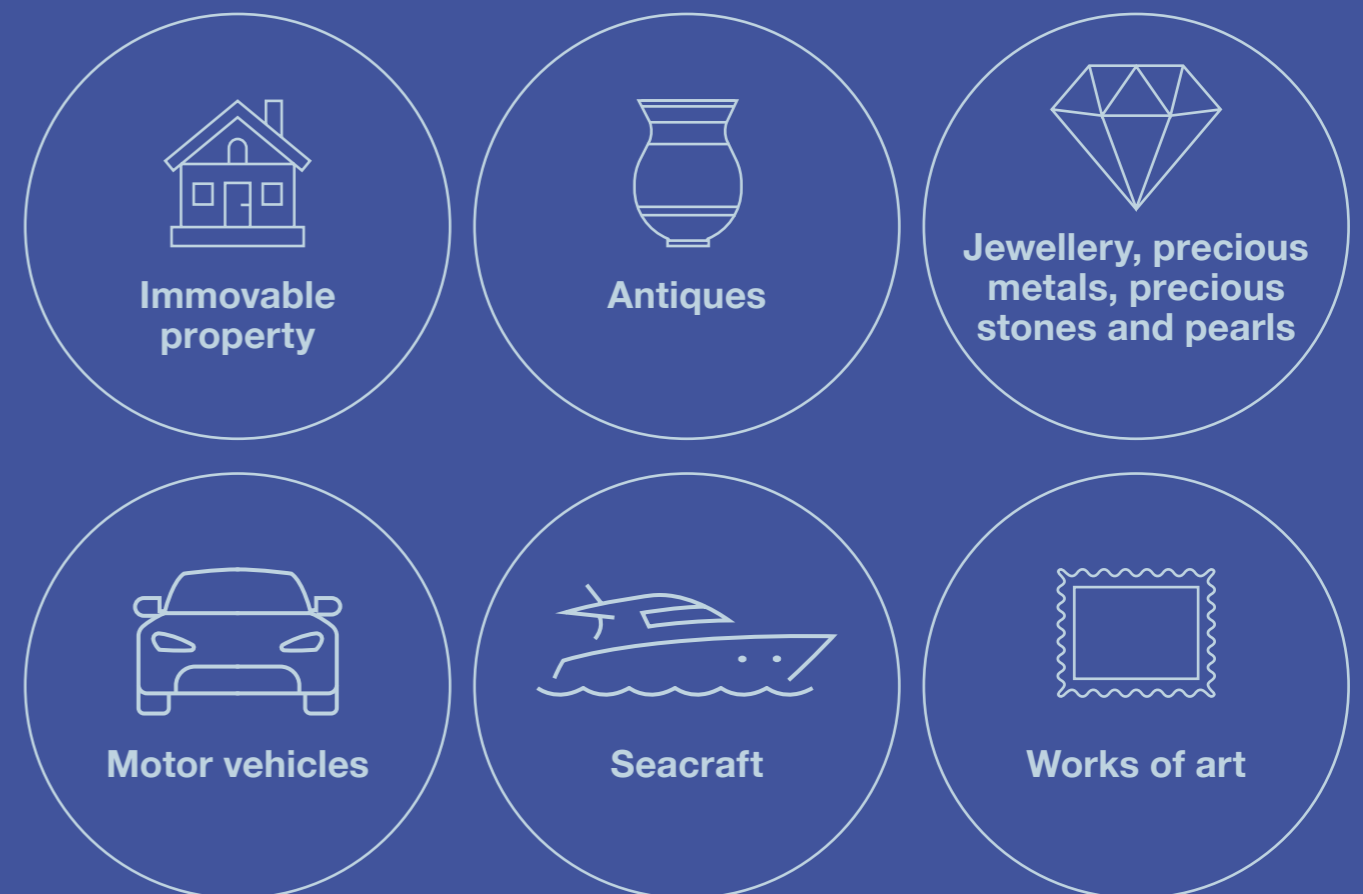 Immovable
property
Antiques
Jewellery, precious
metals, precious
stones and pearls
Motor vehicles
Seacraft
Works of art